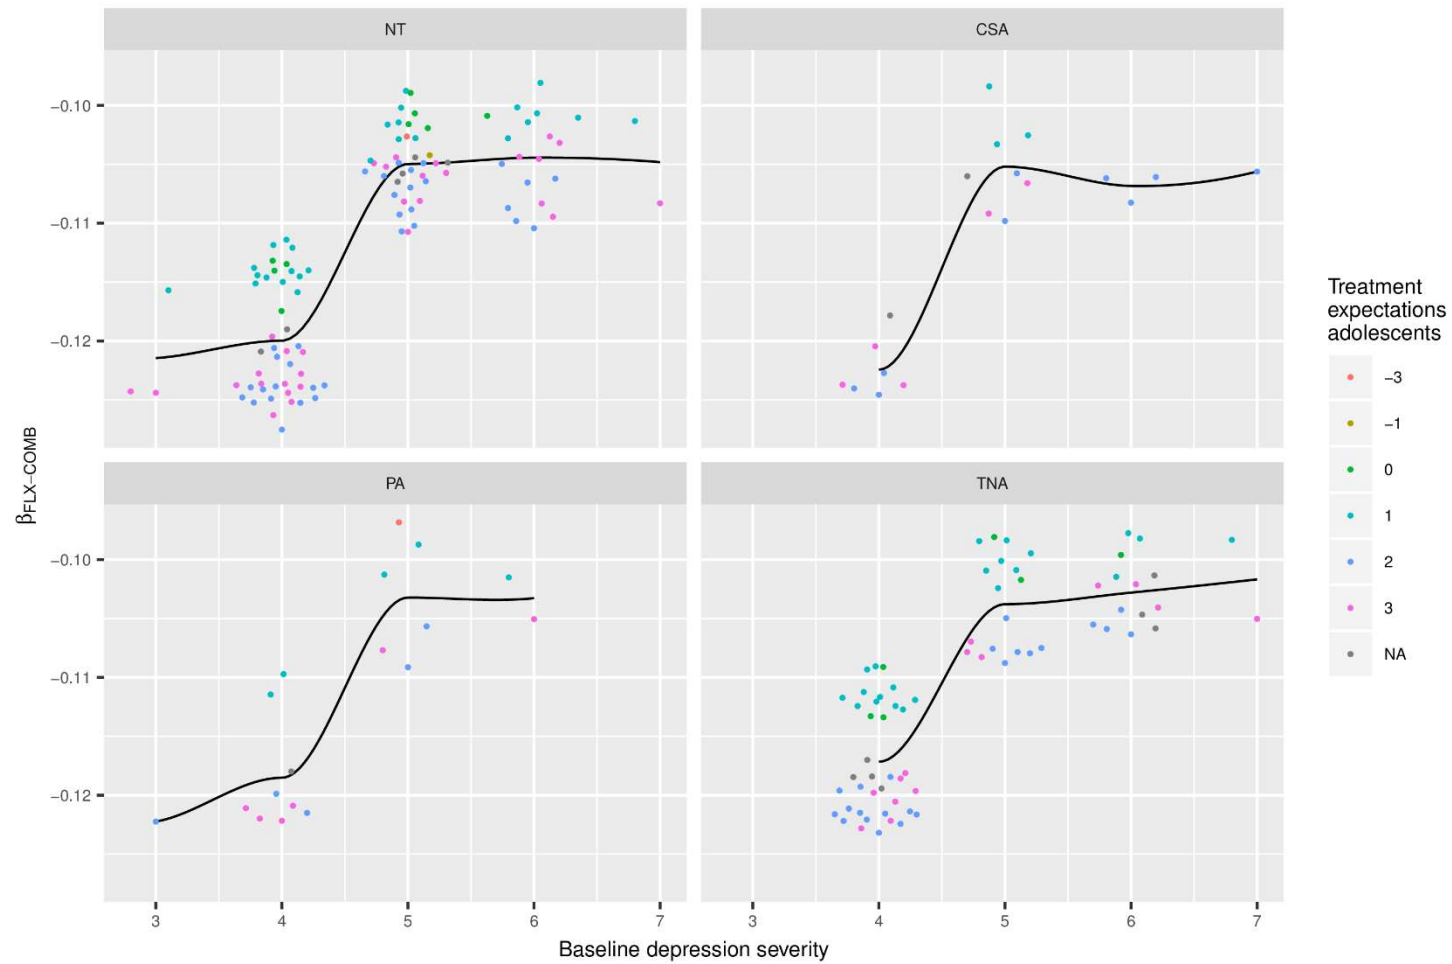 NT
CSA
−0.10
−0.11
−0.12
PA
TNA
−0.10
−0.11
−0.12
3 4 5 6 7
3 4 5 6 7
Baseline depression severity
βFLX−COMB
Treatment
expectations
adolescents
−3
−1
0
1
2
3
NA